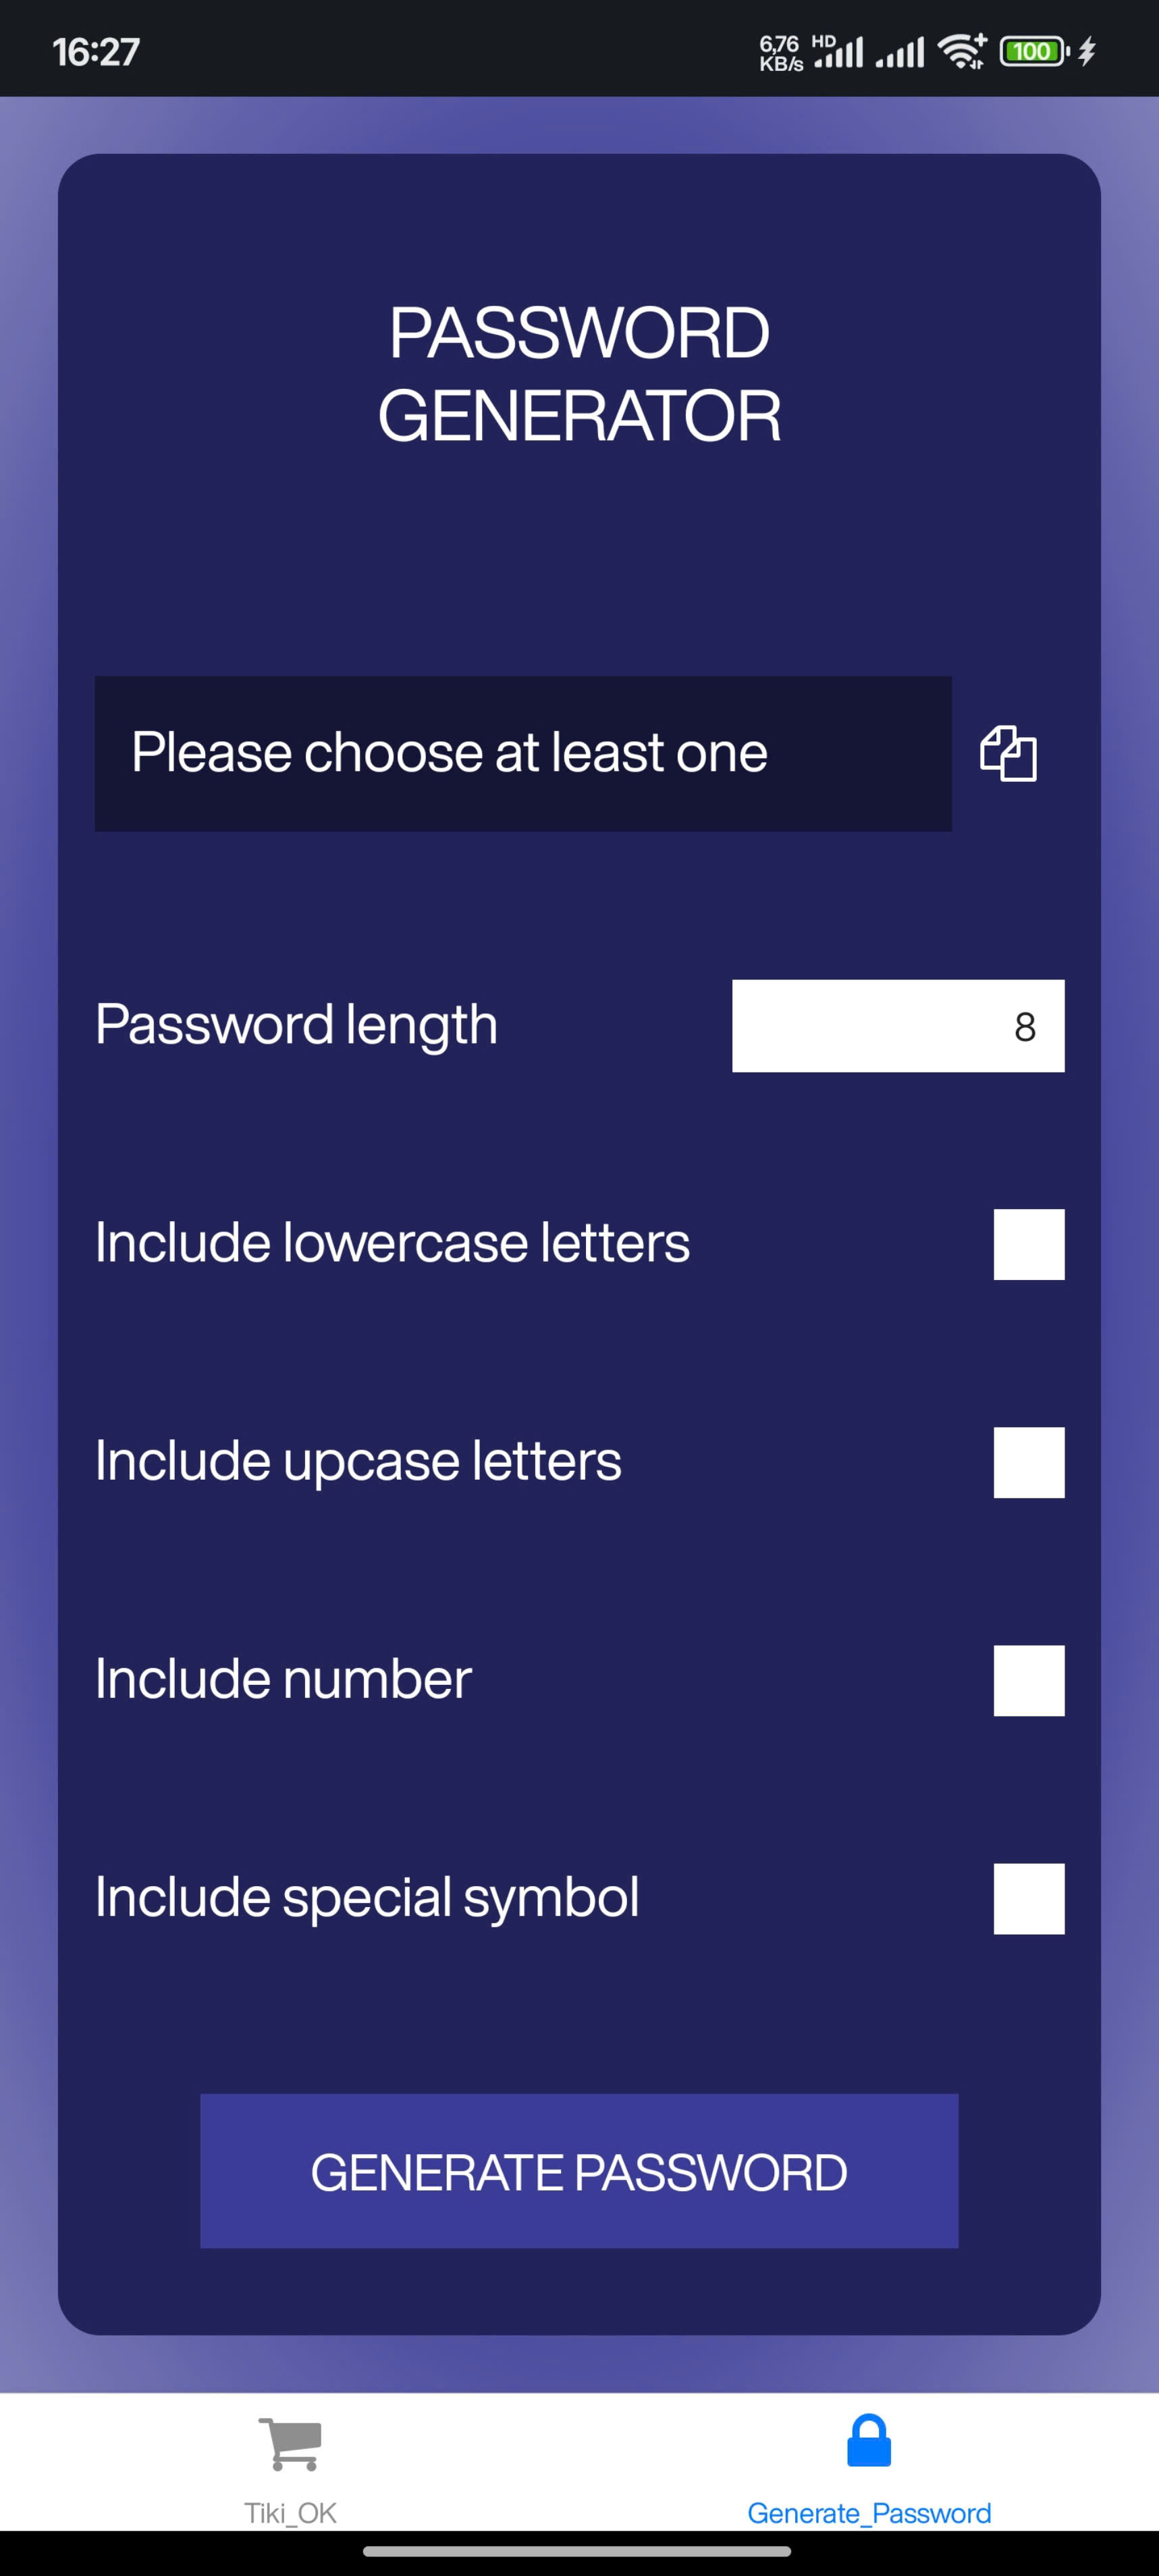 16:27
6,76 KB/s HD 100
PASSWORD
GENERATOR
Please choose at least one
Password length
8
Include lowercase letters
Include upcase letters
Include number
Include special symbol
GENERATE PASSWORD
Tiki_OK
Generate_Password